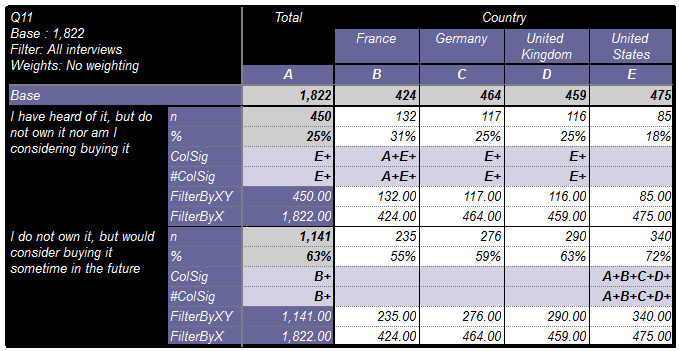 Q11
Base : 1,822
Filter: All interviews
Weights: No weighting
Total Country
France Germany United Kingdom United States
A B C D E
Base 1,822 424 464 459 475
I have heard of it, but do not own it nor am I considering buying it
n 450 132 117 116 85
% 25% 31% 25% 25% 18%
ColSig E+ A+E+ E+ E+
#ColSig E+ A+E+ E+ E+
FilterByXY 450.00 132.00 117.00 116.00 85.00
FilterByX 1,822.00 424.00 464.00 459.00 475.00
I do not own it, but would consider buying it sometime in the future
n 1,141 235 276 290 340
% 63% 55% 59% 63% 72%
ColSig B+ A+B+C+D+
#ColSig B+ A+B+C+D+
FilterByXY 1,141.00 235.00 276.00 290.00 340.00
FilterByX 1,822.00 424.00 464.00 459.00 475.00